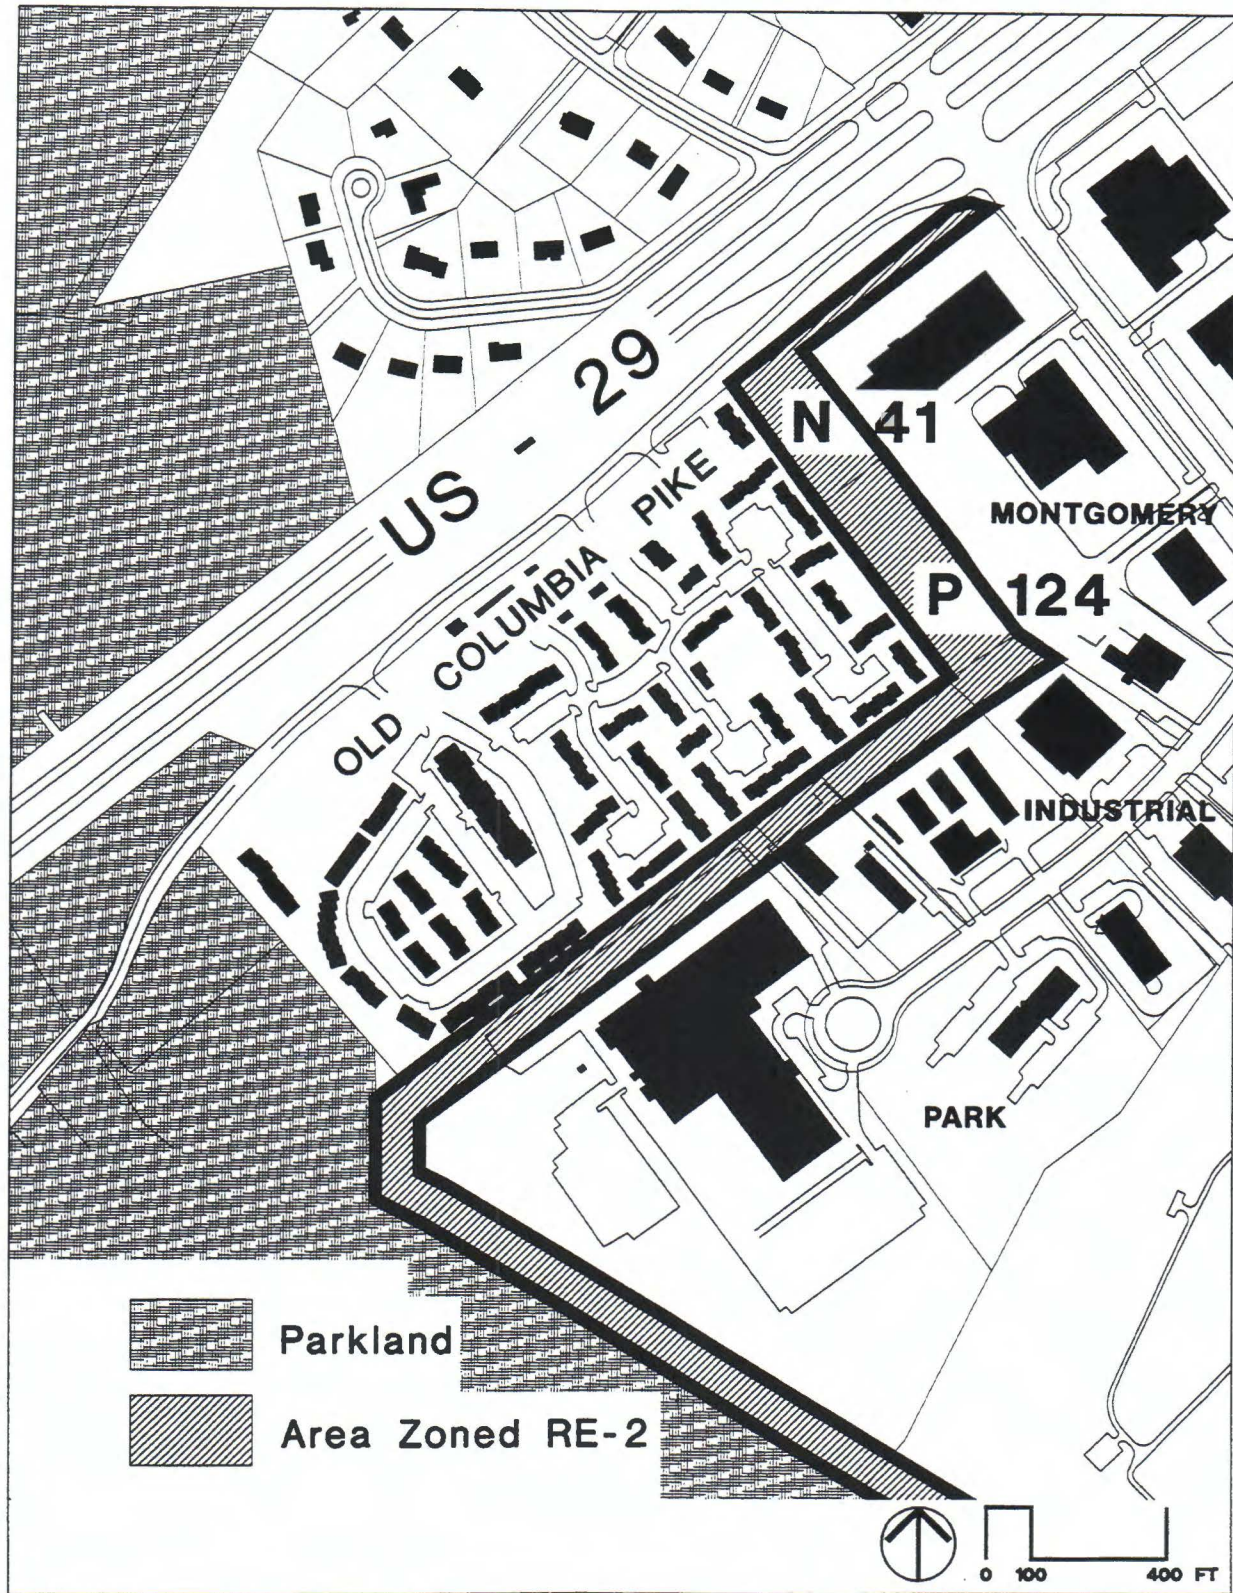 US - 29
N 41
OLD COLUMBIA PIKE
MONTGOMERY
P 124
INDUSTRIAL
PARK
Parkland
Area Zoned RE-2
0 100 400 FT